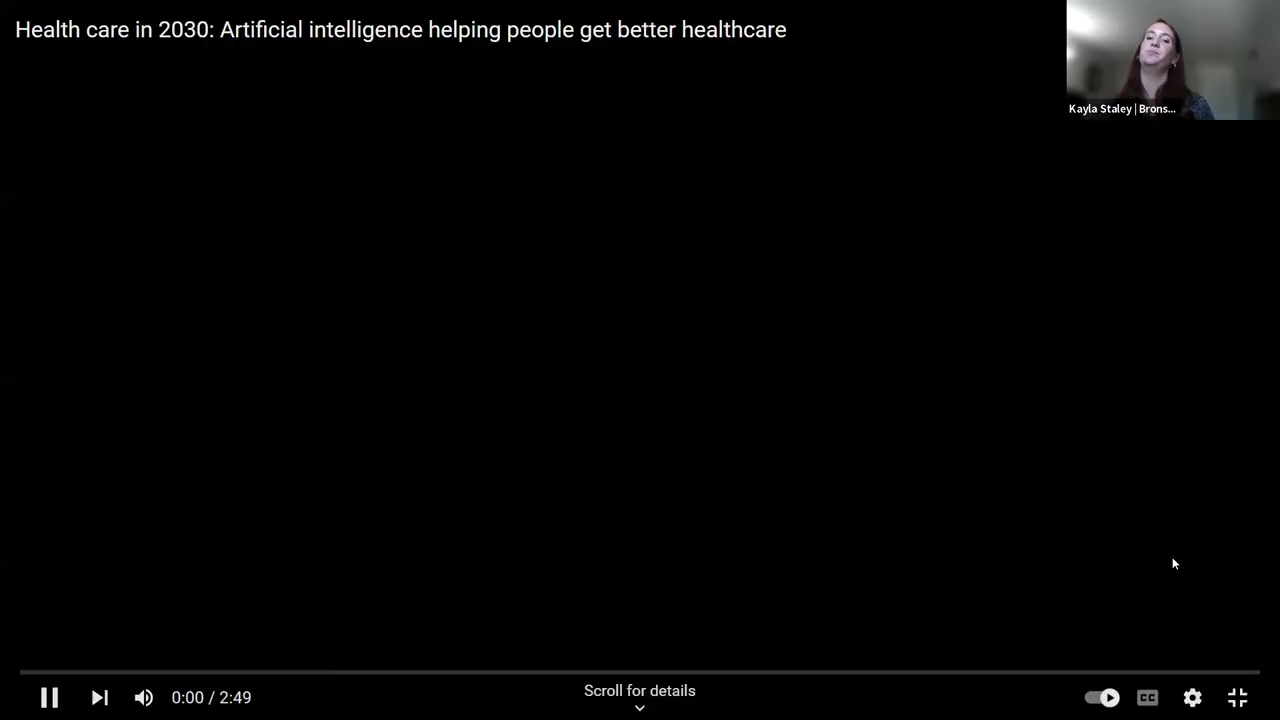 Health care in 2030: Artificial intelligence helping people get better healthcare
Kayla Staley | Brons...
0:00 / 2:49
Scroll for details
CC